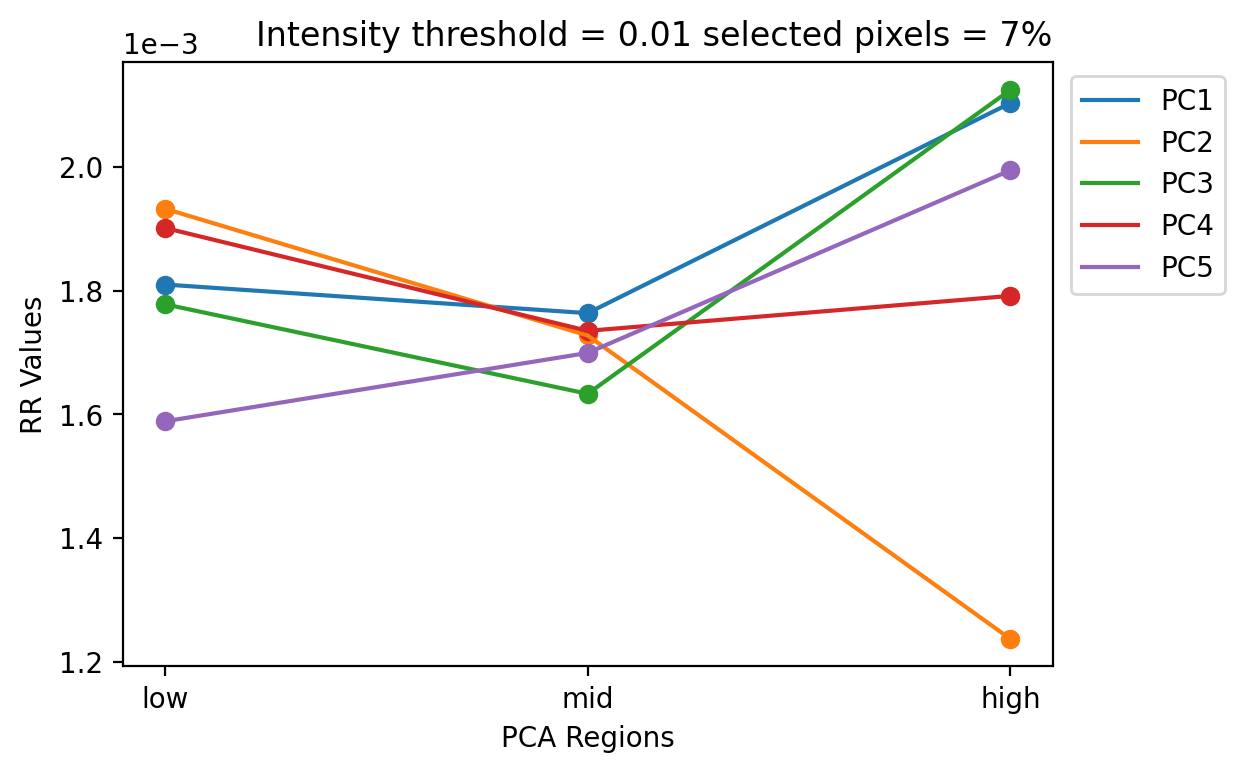 Intensity threshold = 0.01 selected pixels = 7%
1e−3
2.0
1.8
1.6
1.4
1.2
RR Values
low
mid
high
PCA Regions
PC1
PC2
PC3
PC4
PC5